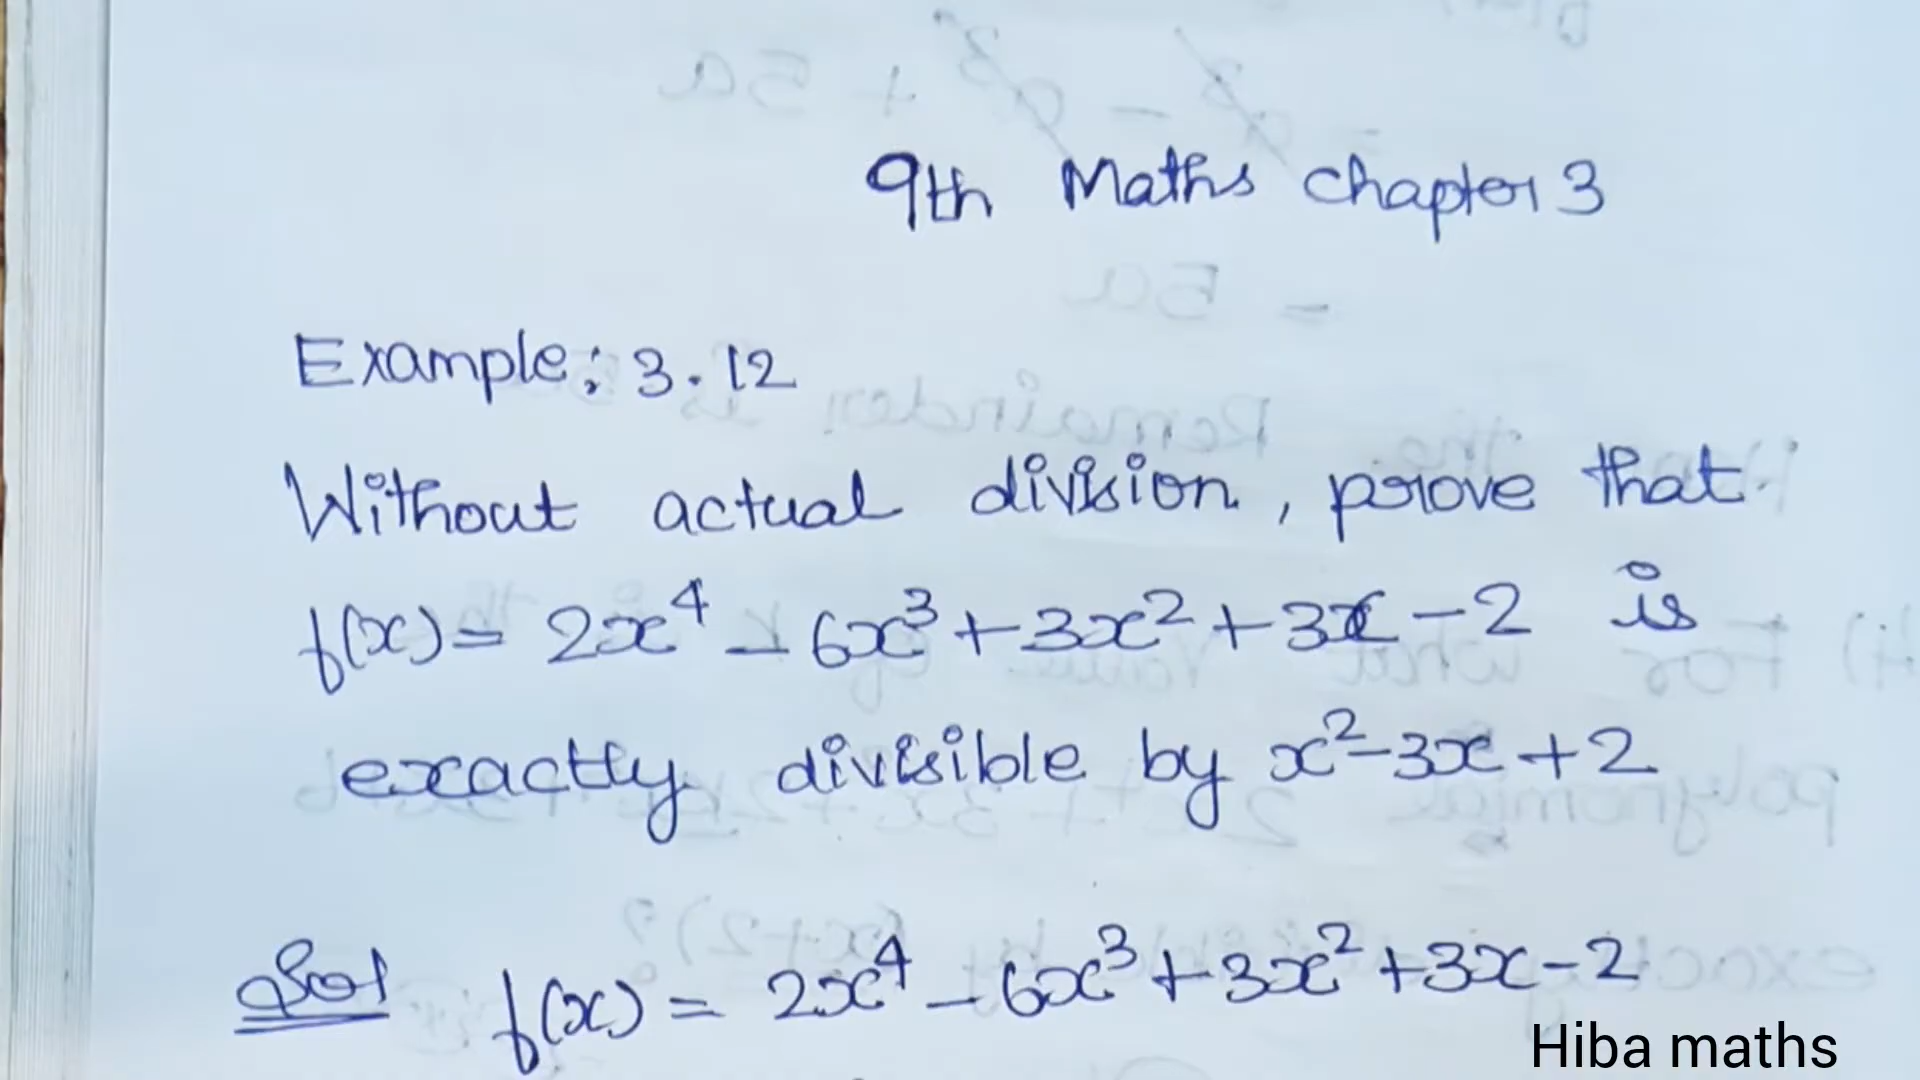 9th Maths Chapter 3
Example: 3.12
Without actual division, prove that
f(x) = 2x⁴ - 6x³ + 3x² + 3x - 2 is
exactly divisible by x² - 3x + 2
Sol f(x) = 2x⁴ - 6x³ + 3x² + 3x - 2
Hiba maths